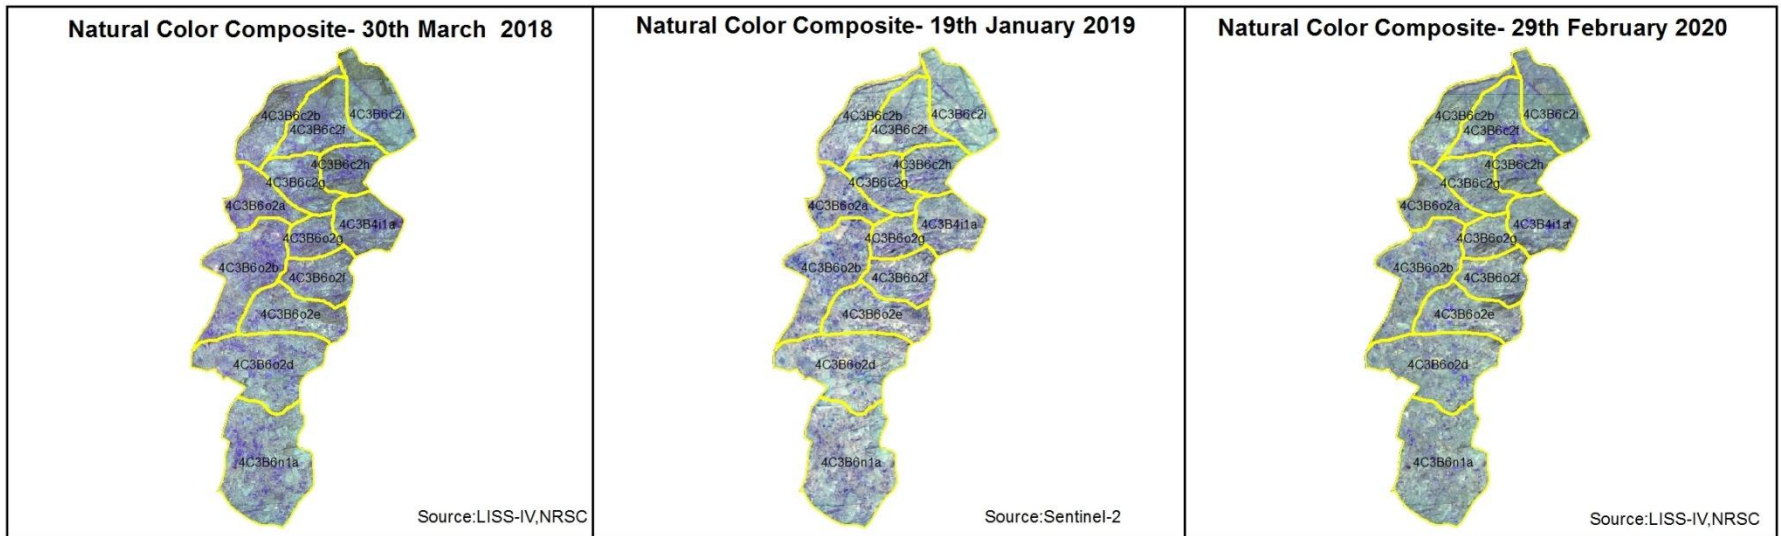 Natural Color Composite- 30th March 2018
4C3B6c2b
4C3B6c2i
4C3B6c2f
4C3B6c2h
4C3B6c2g
4C3B6o2a
4C3B4i1a
4C3B6o2g
4C3B6o2b
4C3B6o2f
4C3B6o2e
4C3B6o2d
4C3B6n1a
Source:LISS-IV,NRSC
Natural Color Composite- 19th January 2019
4C3B6c2b
4C3B6c2i
4C3B6c2f
4C3B6c2h
4C3B6c2g
4C3B6o2a
4C3B4i1a
4C3B6o2g
4C3B6o2b
4C3B6o2f
4C3B6o2e
4C3B6o2d
4C3B6n1a
Source:Sentinel-2
Natural Color Composite- 29th February 2020
4C3B6c2b
4C3B6c2i
4C3B6c2f
4C3B6c2h
4C3B6c2g
4C3B6o2a
4C3B4i1a
4C3B6o2g
4C3B6o2b
4C3B6o2f
4C3B6o2e
4C3B6o2d
4C3B6n1a
Source:LISS-IV,NRSC